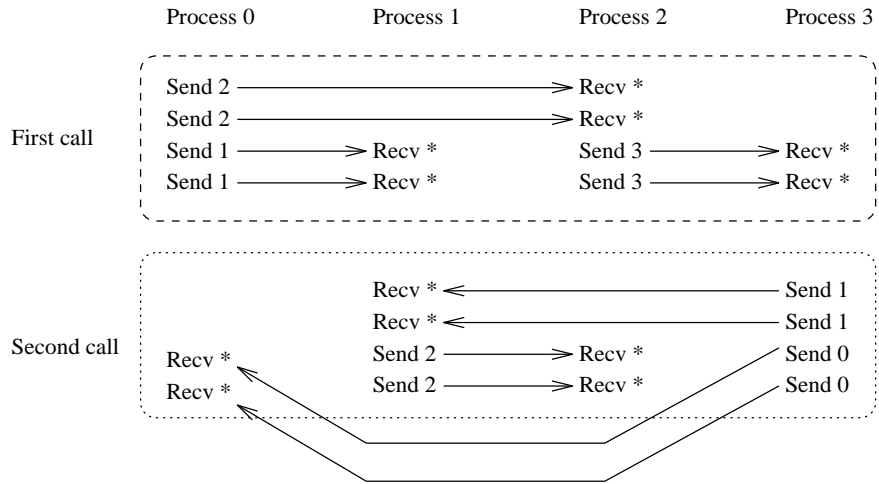 Process 0 Process 1 Process 2 Process 3
Send 2 Recv *
Send 2 Recv *
First call
Send 1 Recv * Send 3 Recv *
Send 1 Recv * Send 3 Recv *
Recv * Send 1
Recv * Send 1
Second call
Send 2 Recv * Send 0
Recv *
Send 2 Recv * Send 0
Recv *